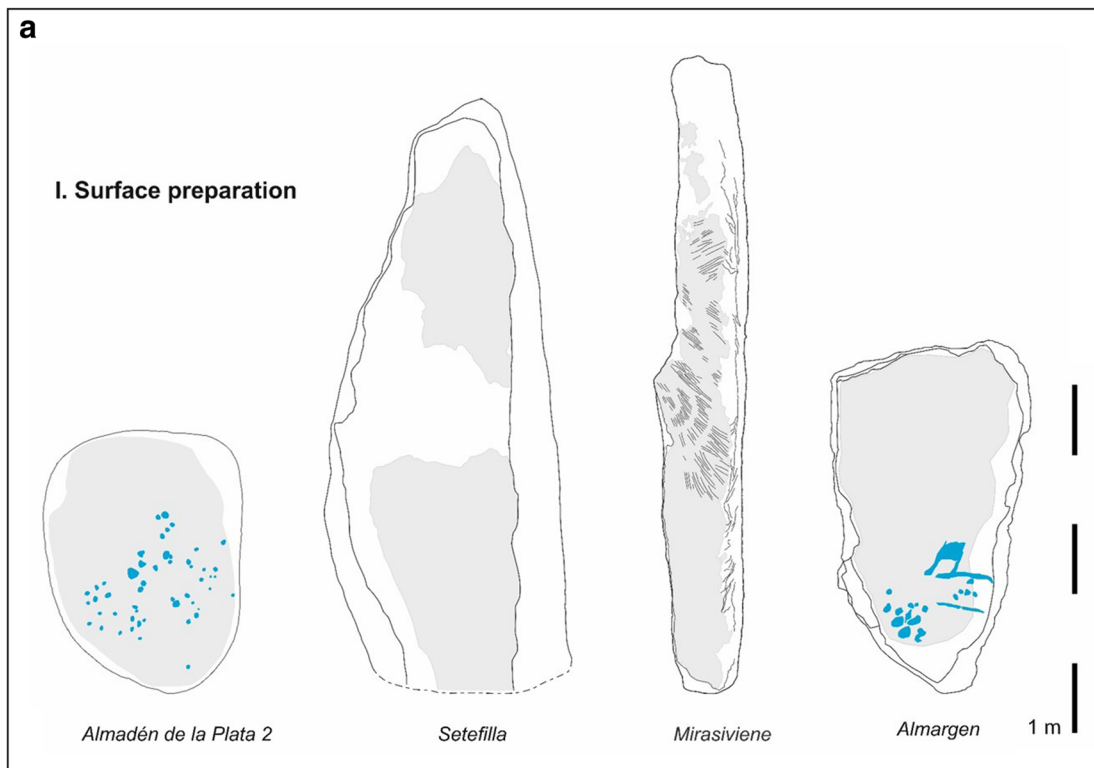 a
I. Surface preparation
Almadén de la Plata 2
Setefilla
Mirasiviene
Almargen
1 m